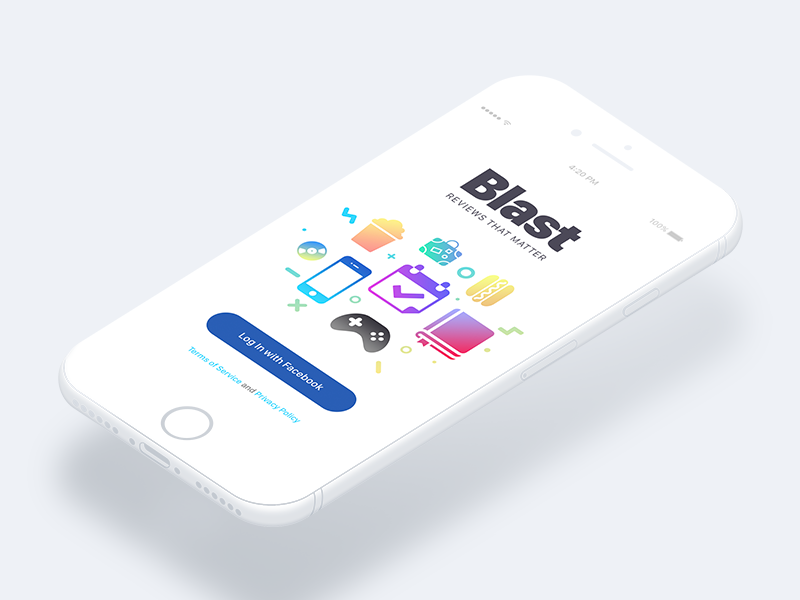 4:20 PM
100%
Blast
REVIEWS THAT MATTER
Log In with Facebook
Terms of Service and Privacy Policy